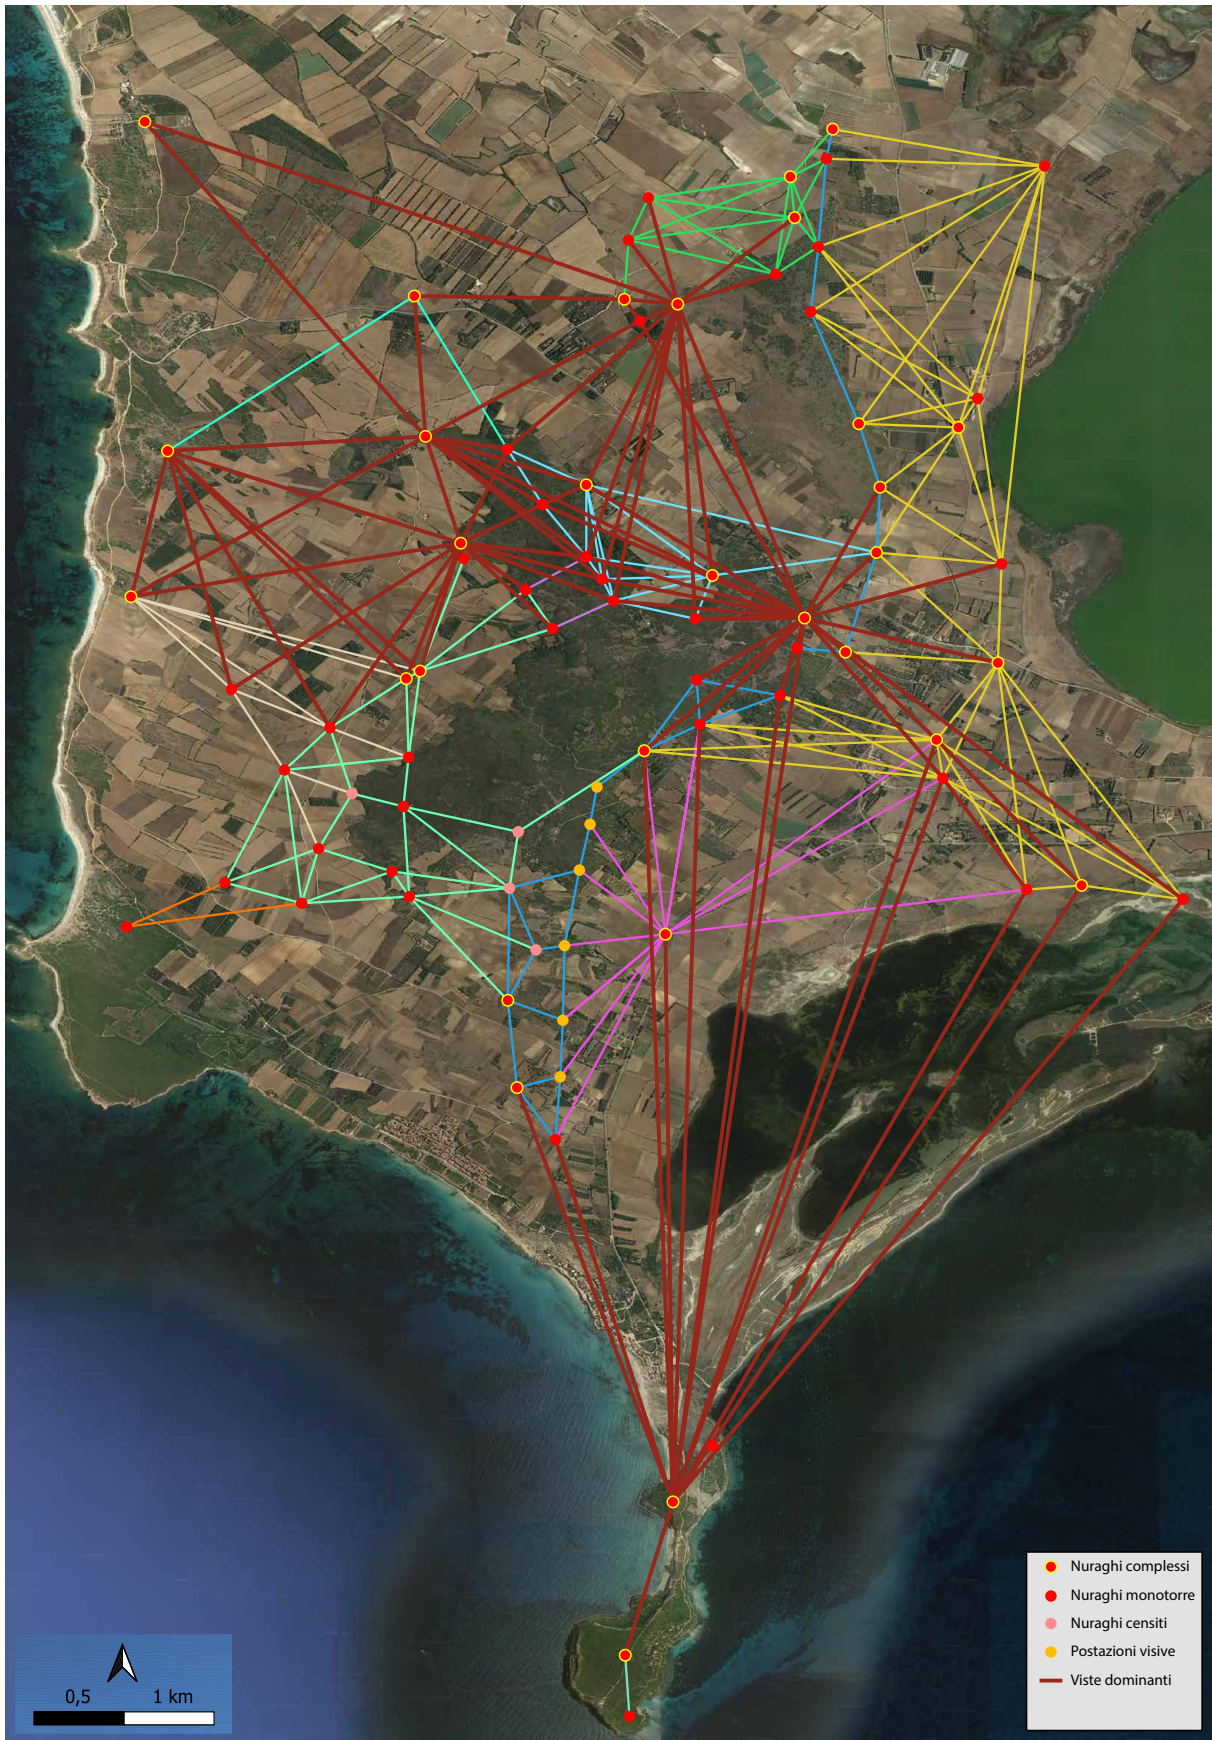 Nuraghi complessi
Nuraghi monotorre
Nuraghi censiti
Postazioni visive
Viste dominanti
0,5 1 km